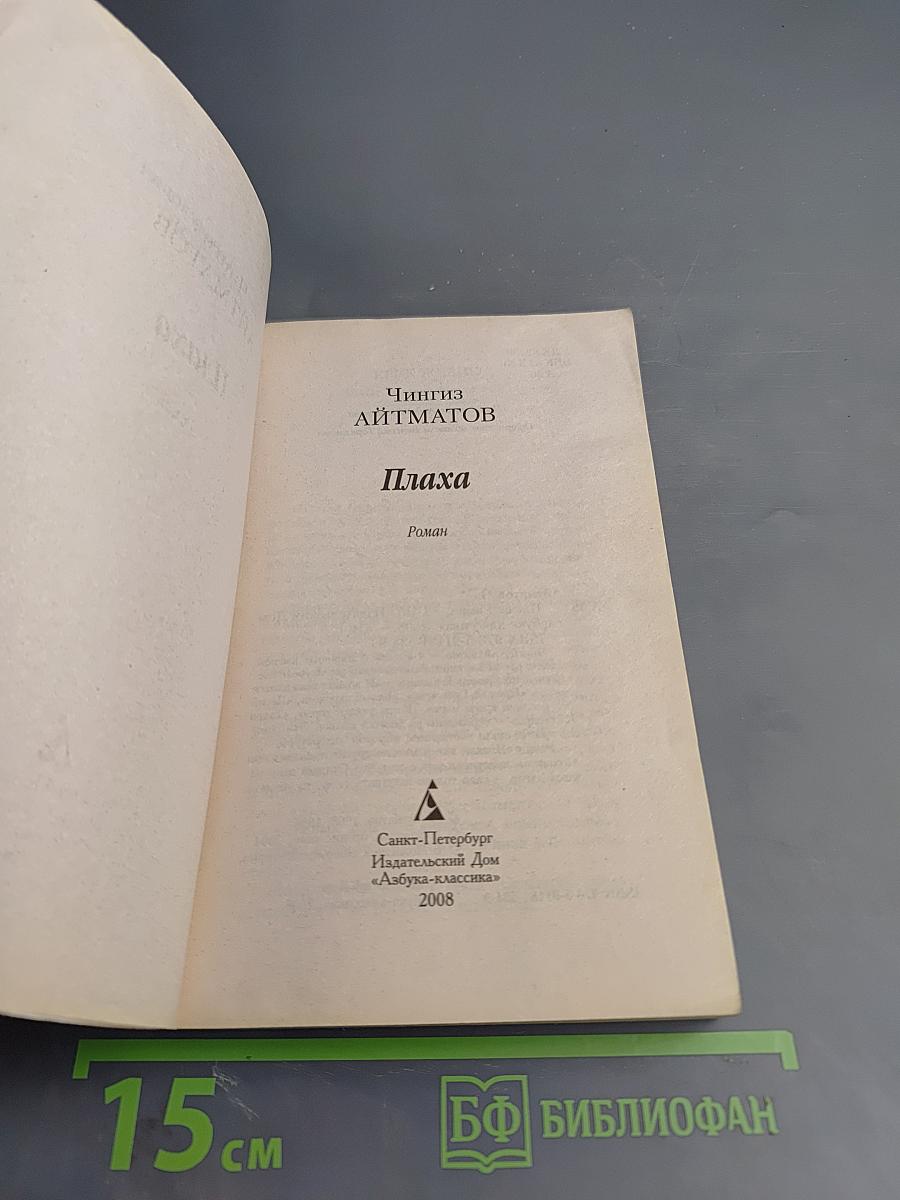 Чингиз
АЙТМАТОВ
Плаха
Роман
Санкт-Петербург
Издательский Дом
«Азбука-классика»
2008
15 см
БФ БИБЛИОФАН